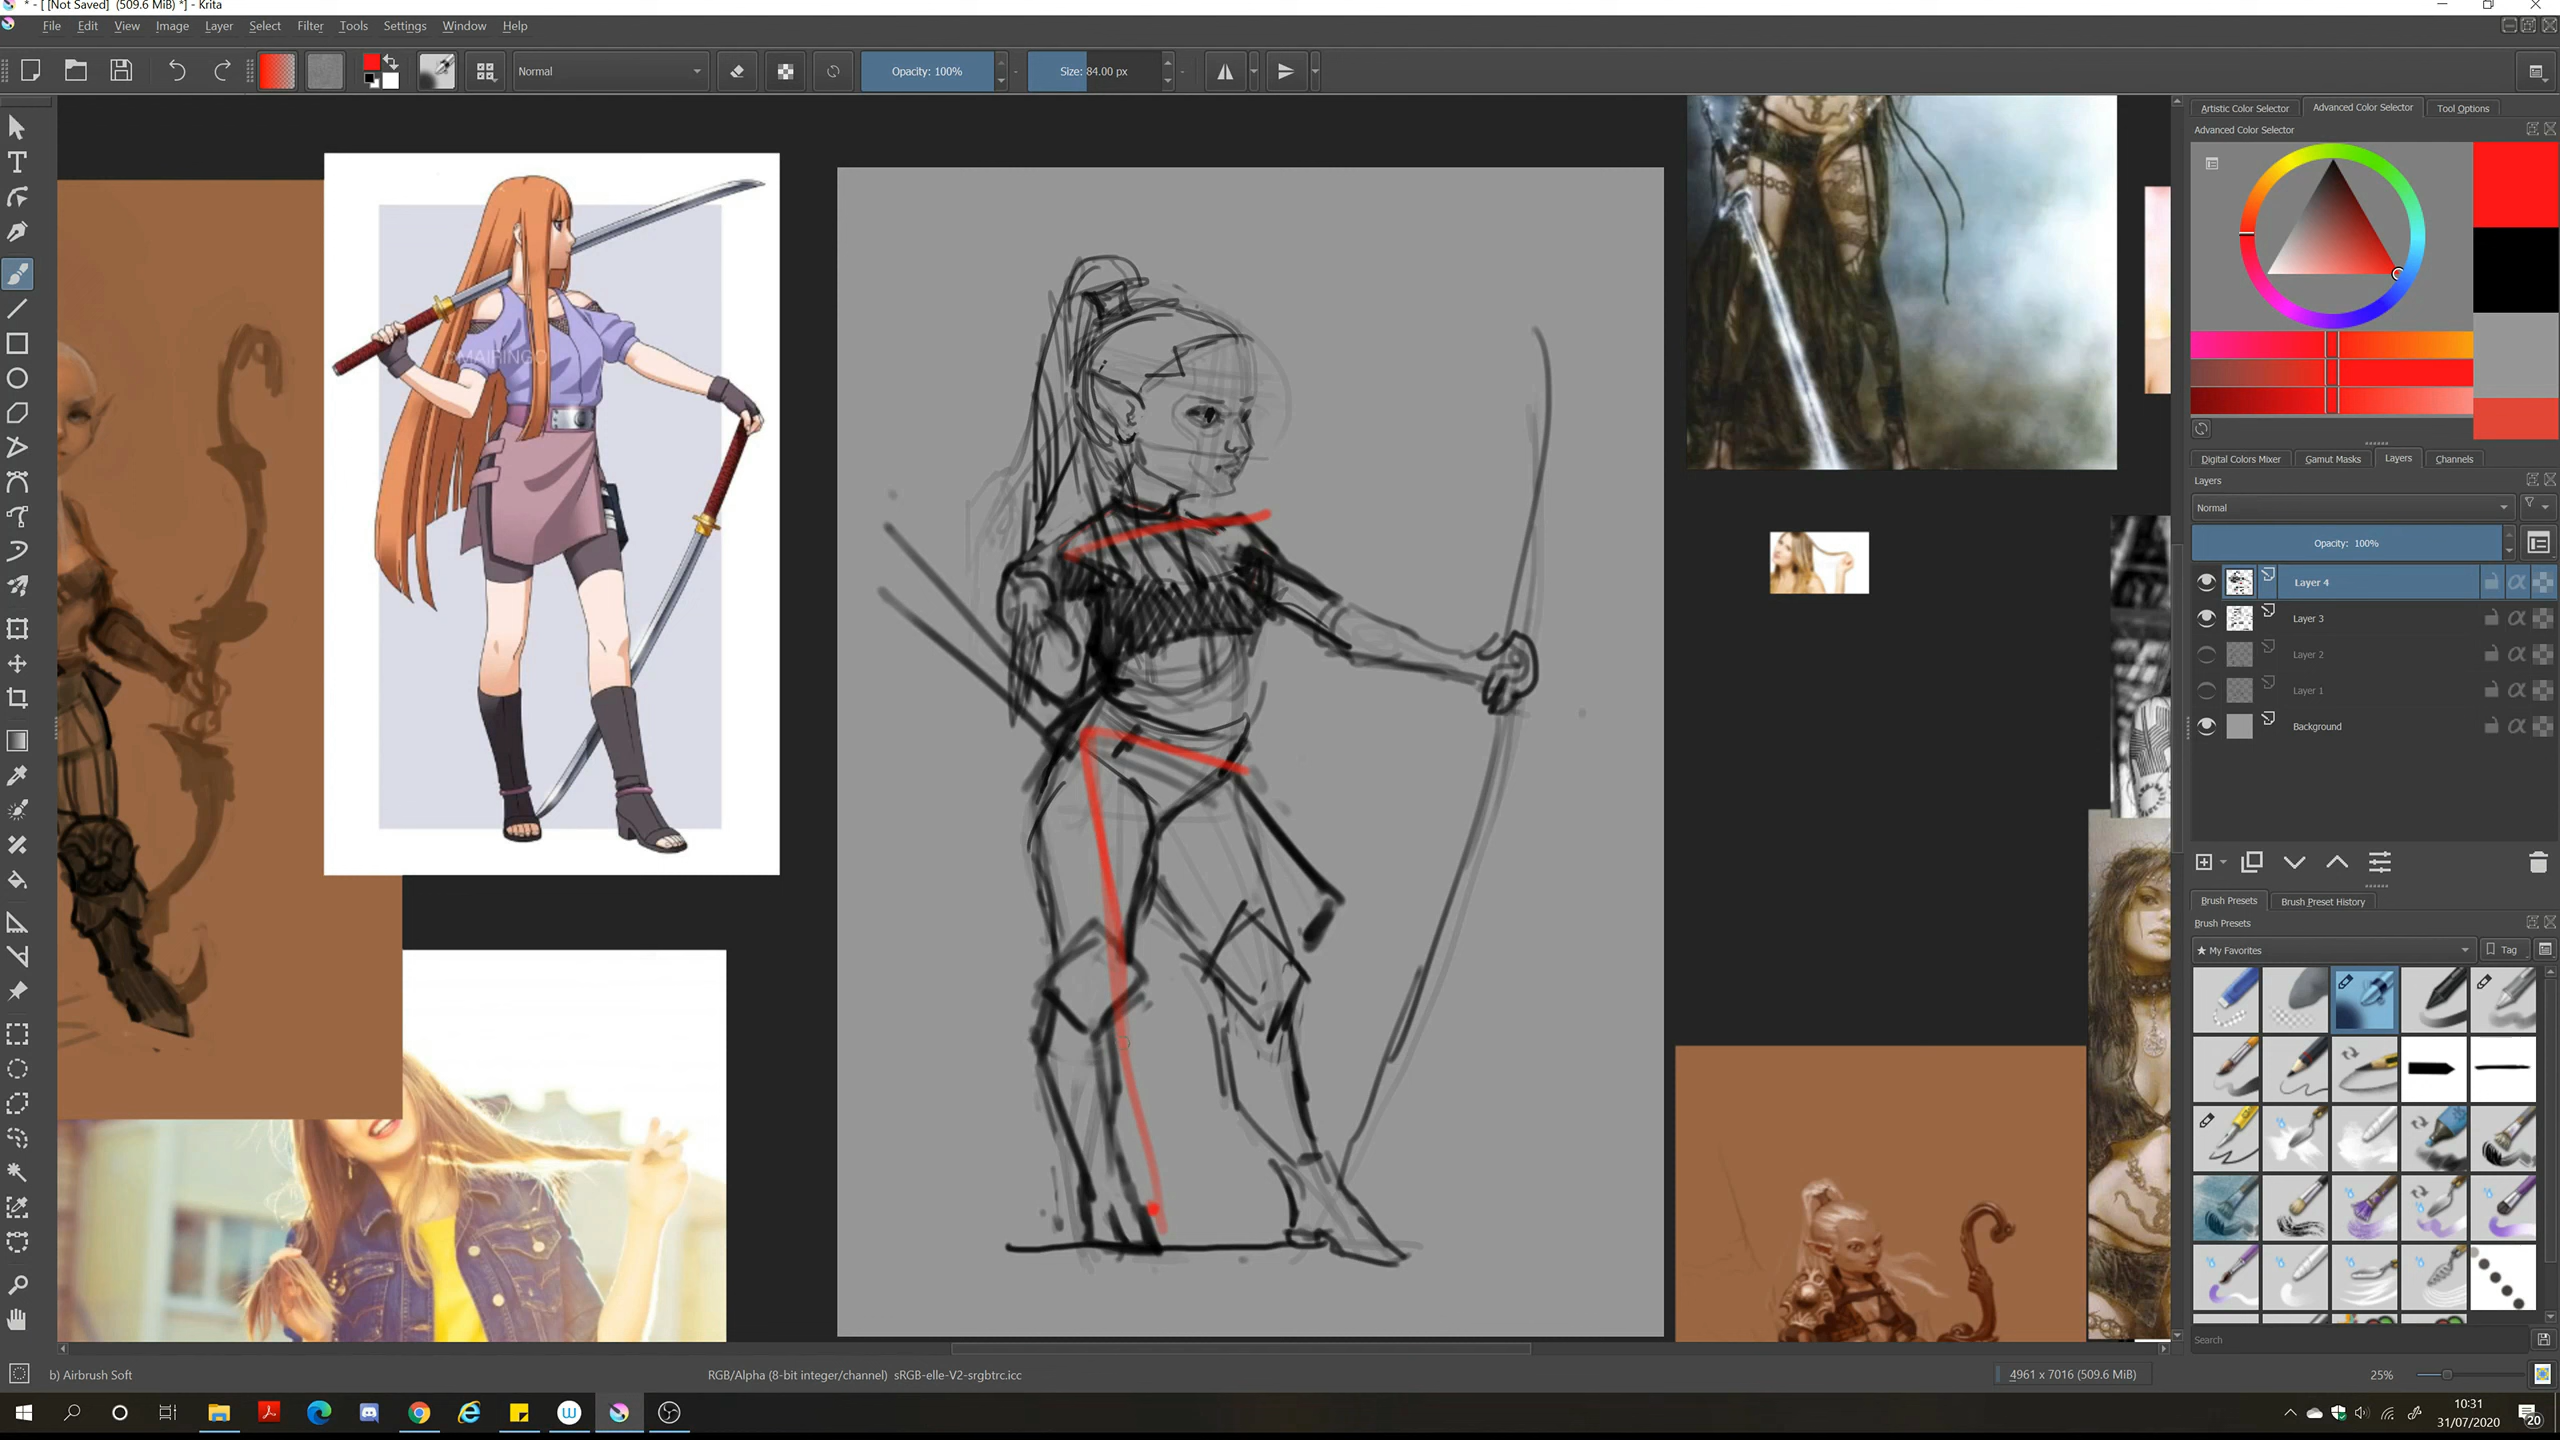 * - [ [Not Saved]  (509.6 MiB) *] - Krita
File Edit View Image Layer Select Filter Tools Settings Window Help
Normal Opacity: 100% Size: 84.00 px
Artistic Color Selector Advanced Color Selector Tool Options
Advanced Color Selector
©MAIRINGO
Digital Colors Mixer Gamut Masks Layers Channels
Layers
Normal
Opacity:  100%
Layer 4
Layer 3
Layer 2
Layer 1
Background
Brush Presets Brush Preset History
Brush Presets
★ My Favorites Tag
Search
b) Airbrush Soft RGB/Alpha (8-bit integer/channel)  sRGB-elle-V2-srgbtrc.icc 4961 x 7016 (509.6 MiB) 25%
10:31
31/07/2020
20